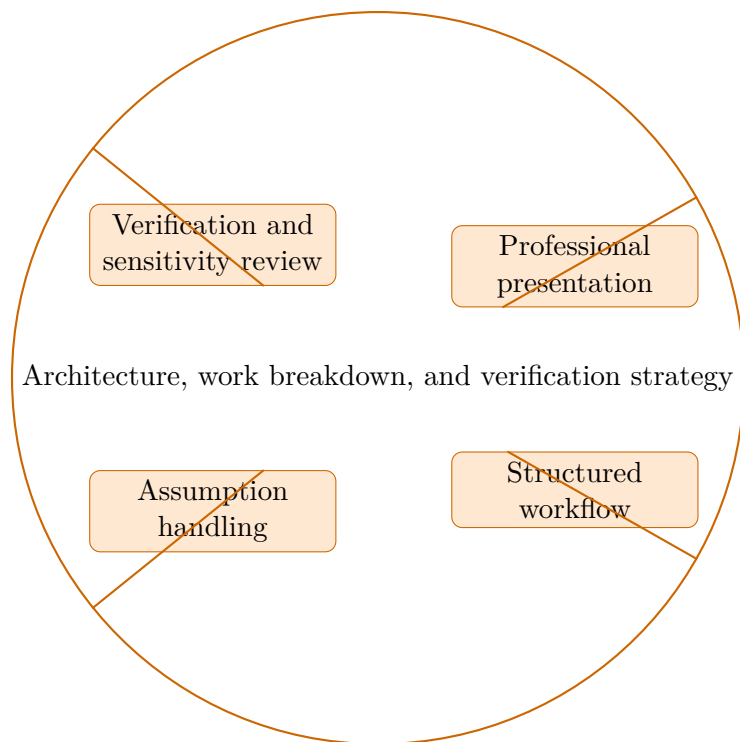 Verification and
sensitivity review
Professional
presentation
Architecture, work breakdown, and verification strategy
Assumption
handling
Structured
workflow